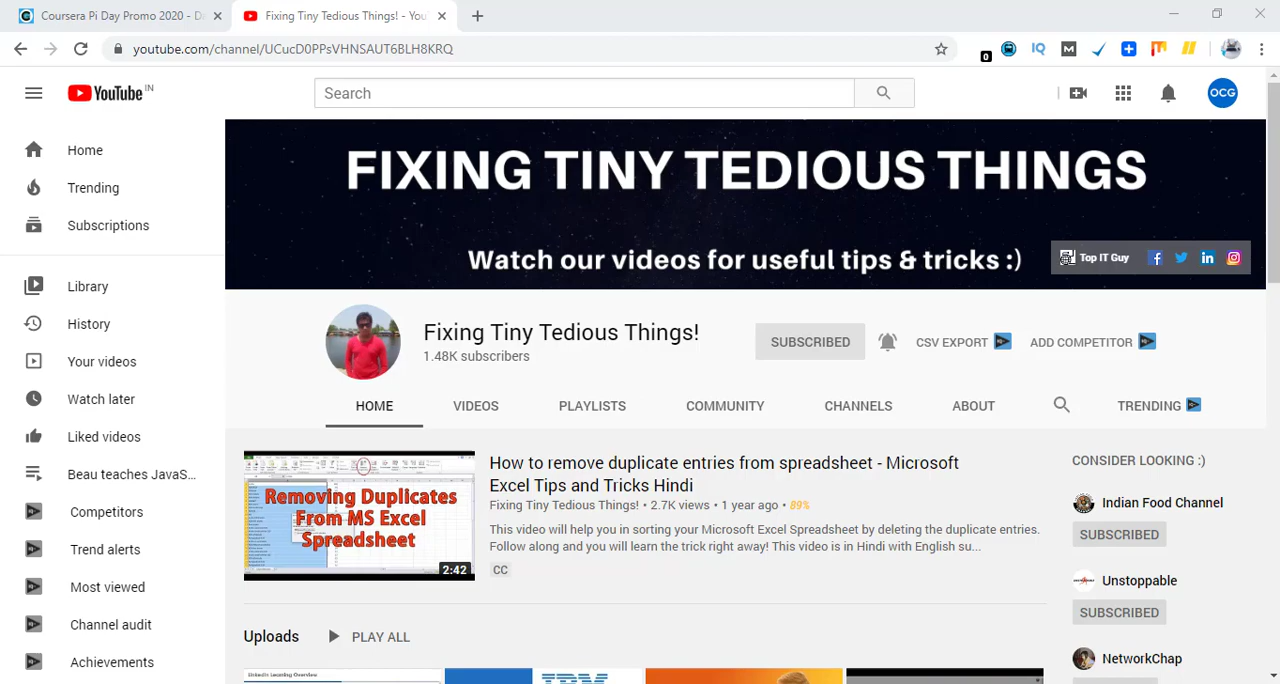 Coursera Pi Day Promo 2020 - Di
Fixing Tiny Tedious Things! - You
youtube.com/channel/UCucD0PPsVHNSAUT6BLH8KRQ
0
IQ
M
YouTube IN
Search
OCG
Home
Trending
Subscriptions
Library
History
Your videos
Watch later
Liked videos
Beau teaches JavaS...
Competitors
Trend alerts
Most viewed
Channel audit
Achievements
FIXING TINY TEDIOUS THINGS
Watch our videos for useful tips & tricks :)
Top IT Guy
Fixing Tiny Tedious Things!
1.48K subscribers
SUBSCRIBED
CSV EXPORT
ADD COMPETITOR
HOME
VIDEOS
PLAYLISTS
COMMUNITY
CHANNELS
ABOUT
TRENDING
Removing Duplicates
From MS Excel
Spreadsheet
2:42
How to remove duplicate entries from spreadsheet - Microsoft
Excel Tips and Tricks Hindi
Fixing Tiny Tedious Things! • 2.7K views • 1 year ago • 89%
This video will help you in sorting your Microsoft Excel Spreadsheet by deleting the duplicate entries.
Follow along and you will learn the trick right away! This video is in Hindi with English su...
CC
CONSIDER LOOKING :)
Indian Food Channel
SUBSCRIBED
Unstoppable
SUBSCRIBED
NetworkChap
Uploads
PLAY ALL
LinkedIn Learning Overview
IBM